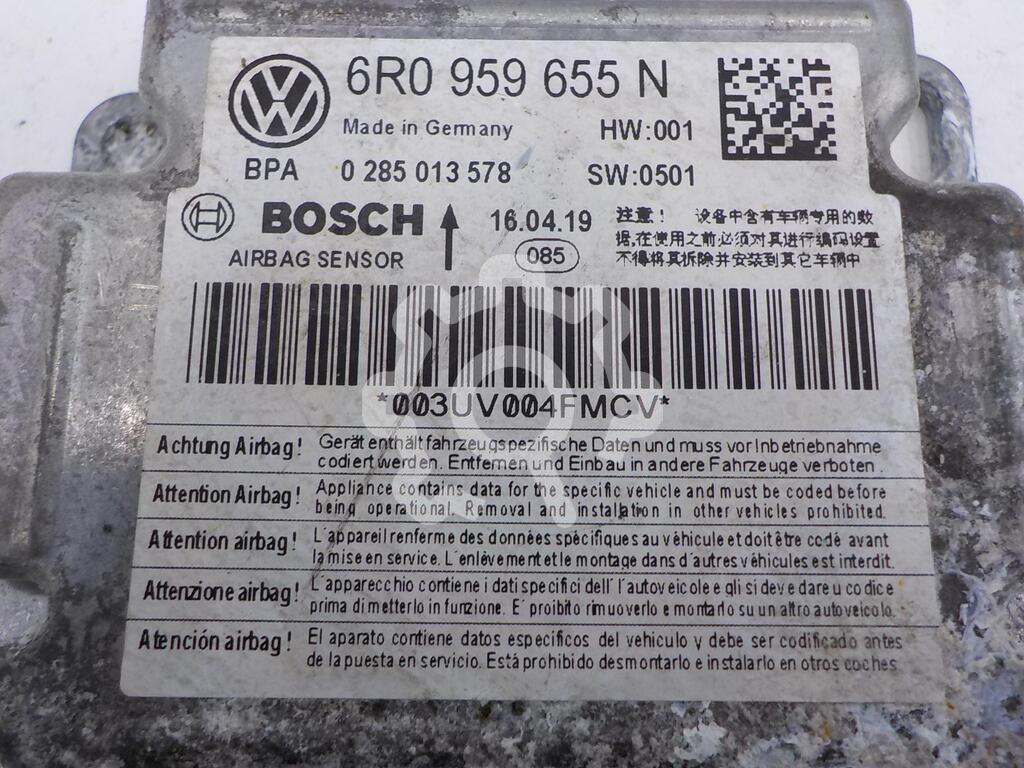 6R0 959 655 N
Made in Germany HW:001
BPA 0 285 013 578 SW:0501
BOSCH 16.04.19
AIRBAG SENSOR 085
注意! 设备中含有车辆专用的数
据,在使用之前必须对其进行编码设置
不得将其拆除并安装到其它车辆中
*003UV004FMCV*
Achtung Airbag! Gerät enthält fahrzeugspezifische Daten und muss vor Inbetriebnahme
codiert werden. Entfernen und Einbau in andere Fahrzeuge verboten.
Attention Airbag! Appliance contains data for the specific vehicle and must be coded before
being operational. Removal and installation in other vehicles prohibited.
Attention airbag! L'appareil renferme des données spécifiques au véhicule et doit être codé avant
la mise en service. L'enlèvement et le montage dans d'autres véhicules est interdit.
Attenzione airbag! L'apparecchio contiene i dati specifici dell' l'autoveicolo e gli si deve dare u codice
prima di metterlo in funzione. E' proibito rimuoverlo e montarlo su un altro autoveicolo.
Atención airbag! El aparato contiene datos específicos del vehículo y debe ser codificado antes
de la puesta en servicio. Está prohibido desmontarlo e instalarlo en otros coches